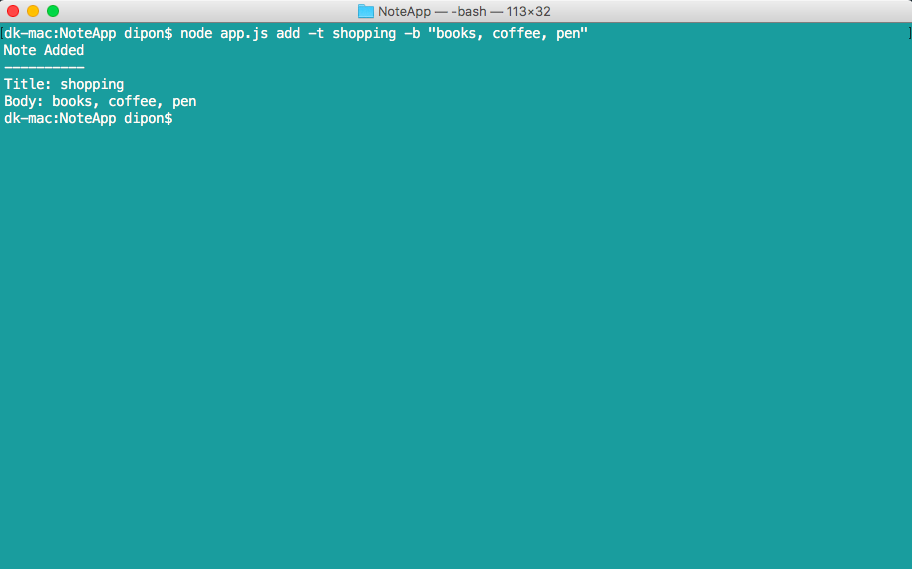 NoteApp — -bash — 113×32
[dk-mac:NoteApp dipon$ node app.js add -t shopping -b "books, coffee, pen" ]
Note Added
----------
Title: shopping
Body: books, coffee, pen
dk-mac:NoteApp dipon$